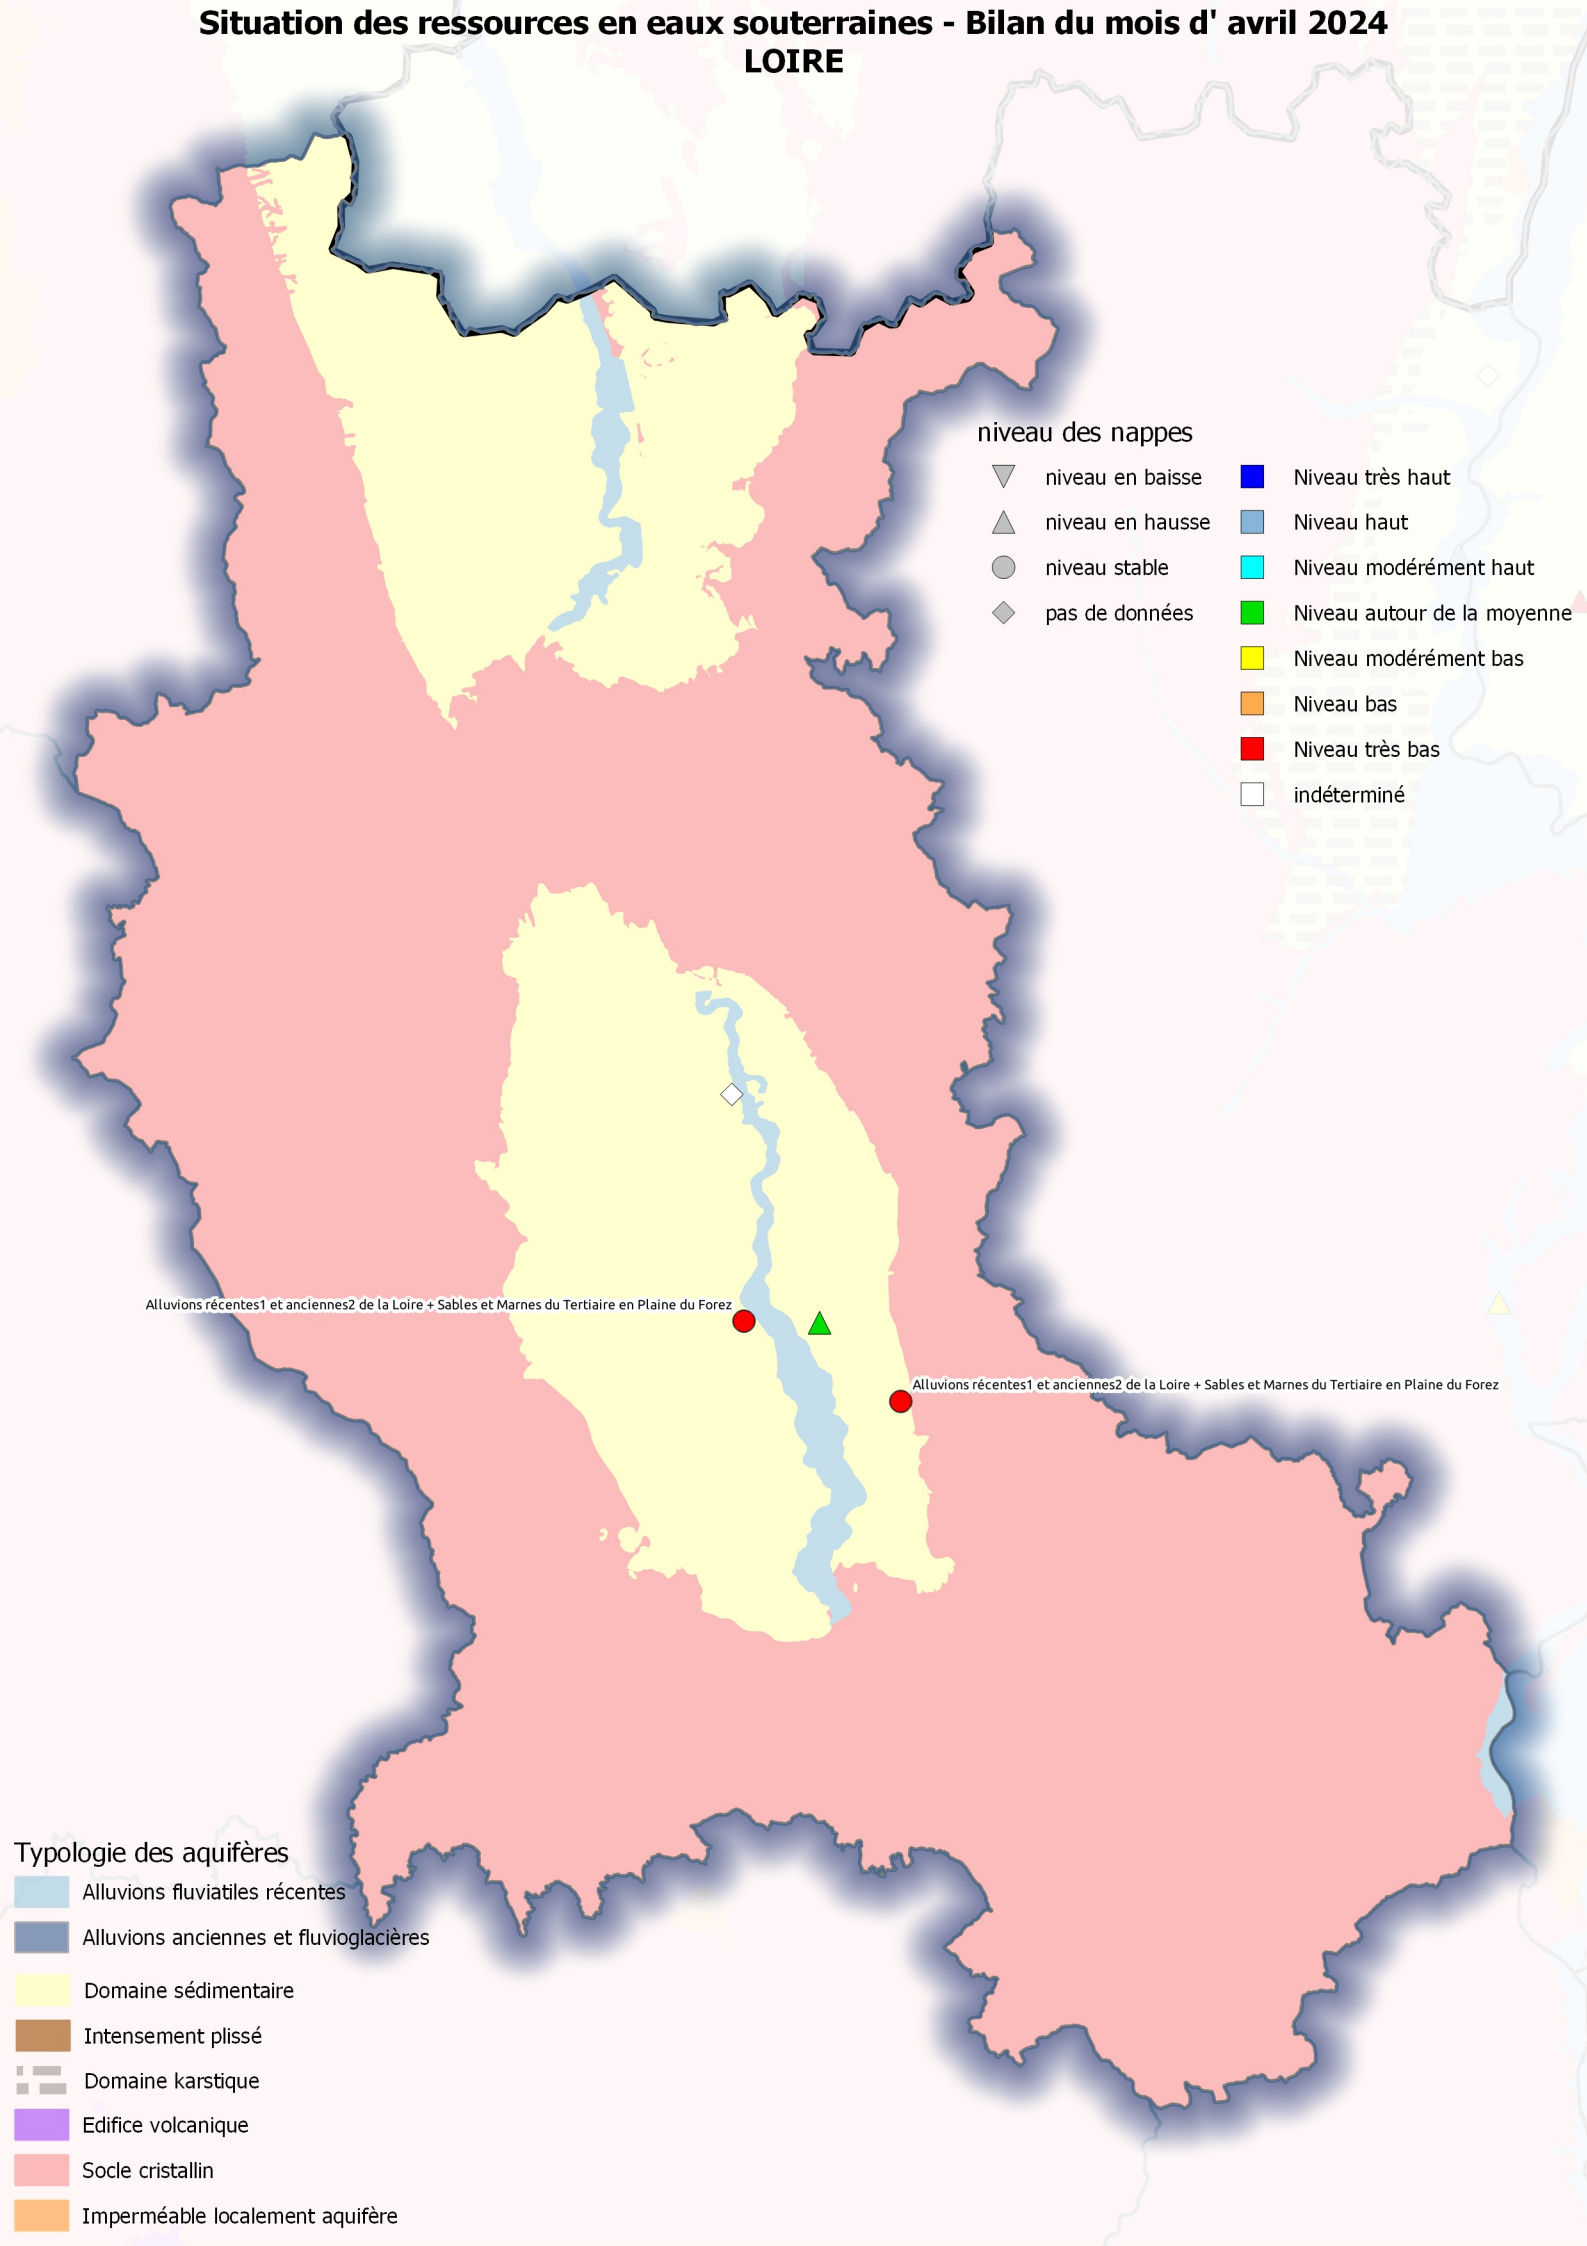 Situation des ressources en eaux souterraines - Bilan du mois d' avril 2024
LOIRE
niveau des nappes
niveau en baisse
niveau en hausse
niveau stable
pas de données
Niveau très haut
Niveau haut
Niveau modérément haut
Niveau autour de la moyenne
Niveau modérément bas
Niveau bas
Niveau très bas
indéterminé
Alluvions récentes1 et anciennes2 de la Loire + Sables et Marnes du Tertiaire en Plaine du Forez
Alluvions récentes1 et anciennes2 de la Loire + Sables et Marnes du Tertiaire en Plaine du Forez
Typologie des aquifères
Alluvions fluviatiles récentes
Alluvions anciennes et fluvioglacières
Domaine sédimentaire
Intensement plissé
Domaine karstique
Edifice volcanique
Socle cristallin
Imperméable localement aquifère